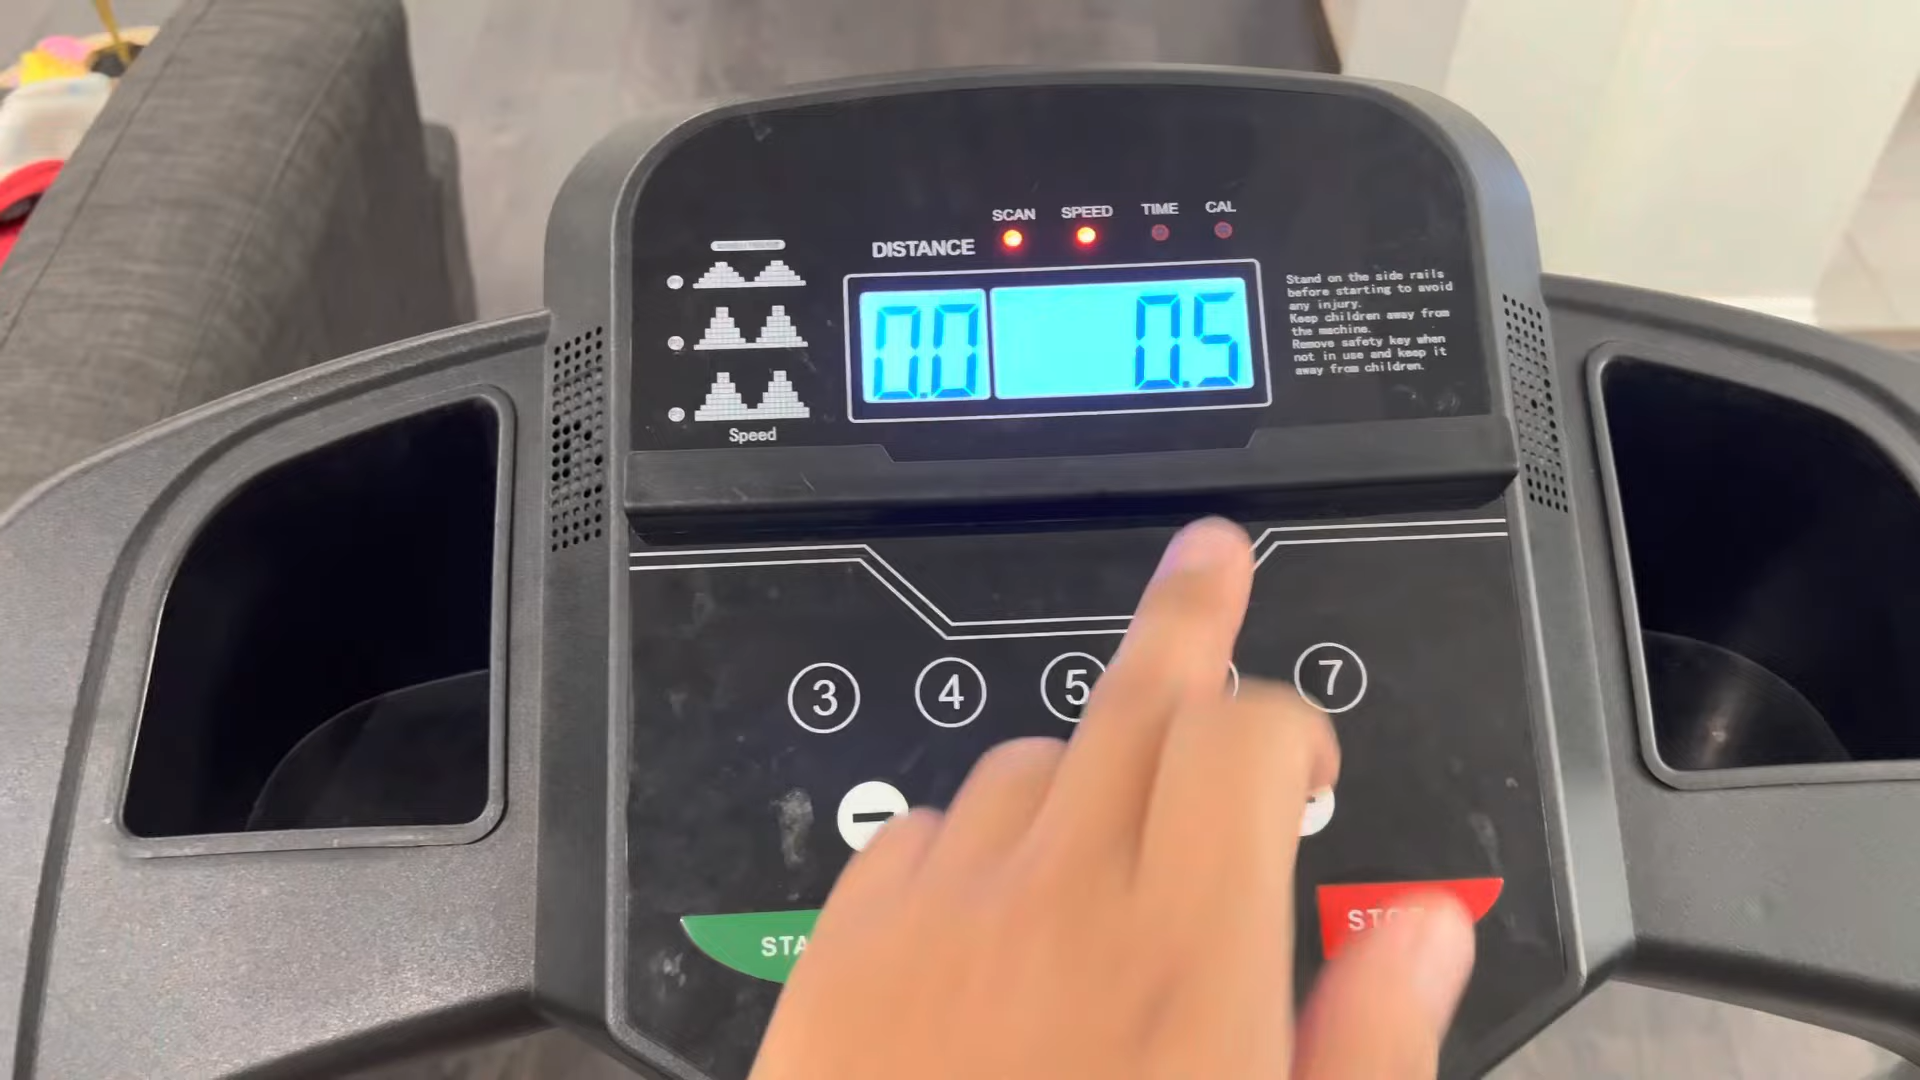 SCAN SPEED TIME CAL
DISTANCE
0.0 0.5
Stand on the side rails
before starting to avoid
any injury.
Keep children away from
the machine.
Remove safety key when
not in use and keep it
away from children.
Speed
3 4 5 7
STA